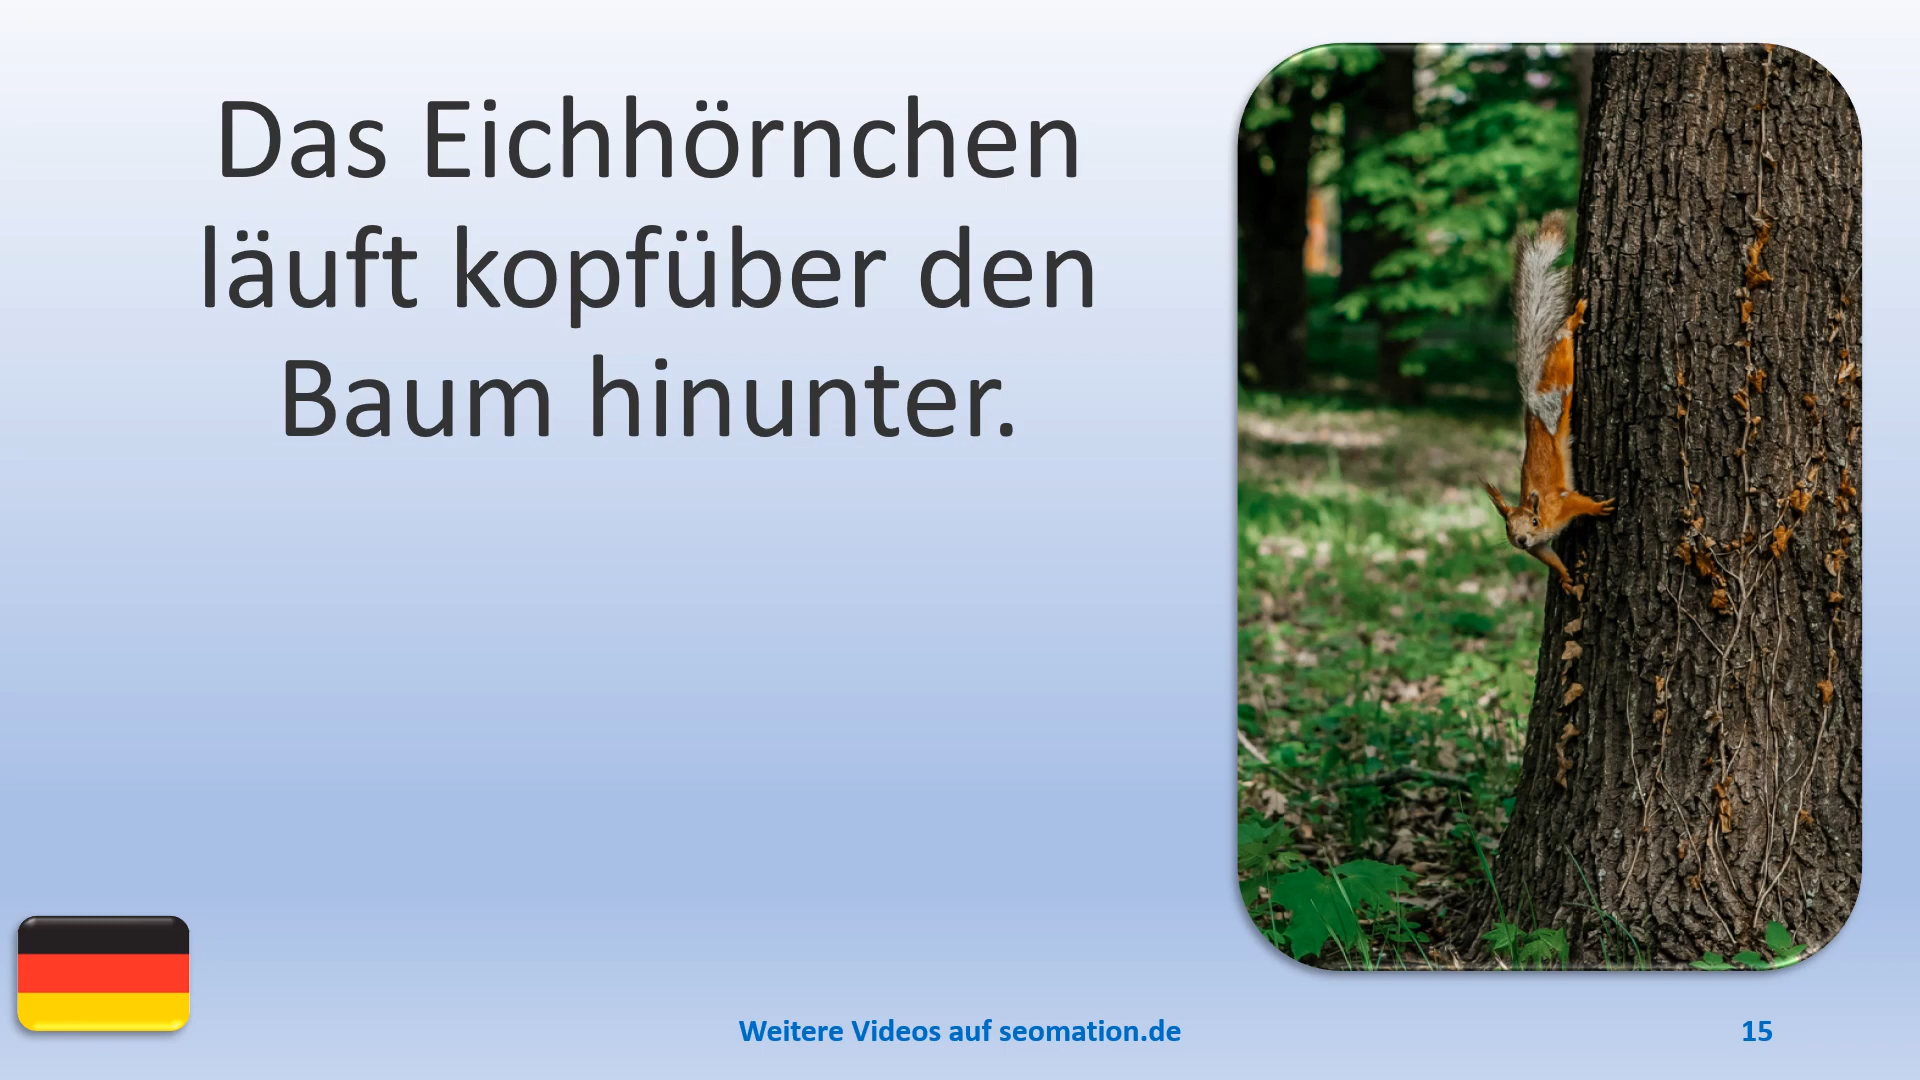 Das Eichhörnchen
läuft kopfüber den
Baum hinunter.
Weitere Videos auf seomation.de
15